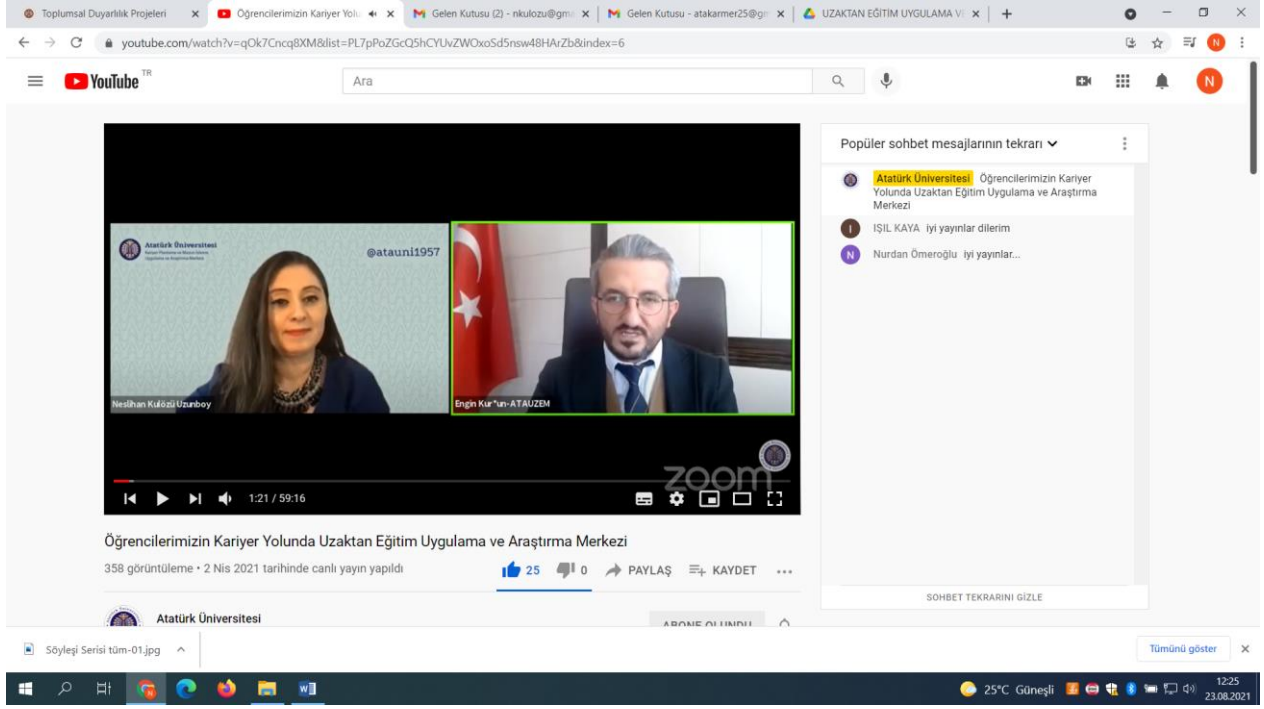 Toplumsal Duyarlılık Projeleri
Öğrencilerimizin Kariyer Yolu
Gelen Kutusu (2) - nkulozu@gma
Gelen Kutusu - atakarmer25@gm
UZAKTAN EĞİTİM UYGULAMA VE
youtube.com/watch?v=qOk7Cncq8XM&list=PL7pPoZGcQ5hCYUvZWOxoSd5nsw48HArZb&index=6
N
YouTube TR
Ara
N
Atatürk Üniversitesi
@atauni1957
Neslihan Kulözü Uzunboy
Engin Kur*un-ATAUZEM
zoom
1:21 / 59:16
Popüler sohbet mesajlarının tekrarı
Atatürk Üniversitesi Öğrencilerimizin Kariyer
Yolunda Uzaktan Eğitim Uygulama ve Araştırma
Merkezi
I IŞIL KAYA iyi yayınlar dilerim
N Nurdan Ömeroğlu iyi yayınlar...
SOHBET TEKRARINI GİZLE
Öğrencilerimizin Kariyer Yolunda Uzaktan Eğitim Uygulama ve Araştırma Merkezi
358 görüntüleme • 2 Nis 2021 tarihinde canlı yayın yapıldı
25 0 PAYLAŞ KAYDET
Atatürk Üniversitesi
ABONE OLUNDU
Söyleşi Serisi tüm-01.jpg
Tümünü göster
25°C Güneşli
12:25
23.08.2021